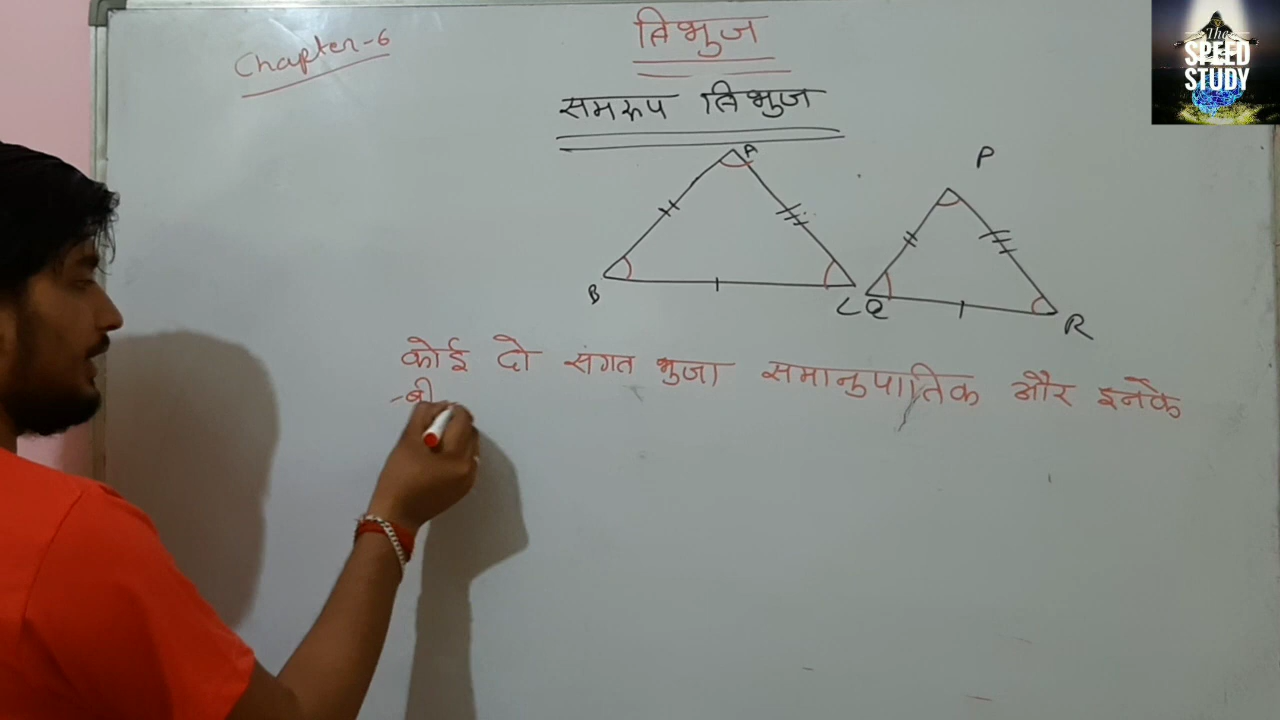 Chapter-6
त्रिभुज
समरूप त्रिभुज
A
P
B
C
Q
R
कोई दो संगत भुजा समानुपातिक और इनके
बी
The
SPEED
STUDY